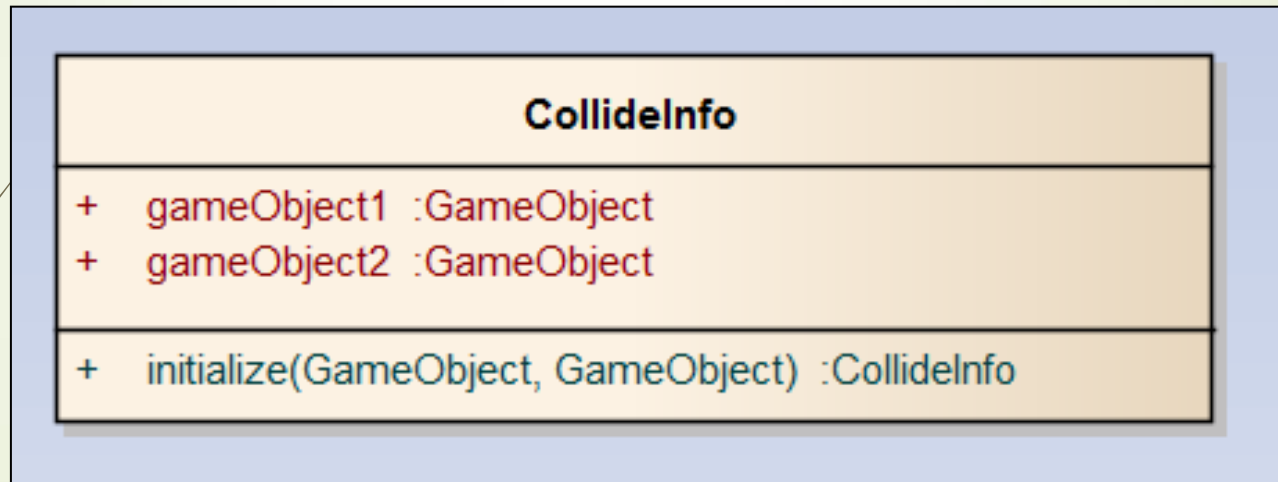 CollideInfo
+ gameObject1 :GameObject
+ gameObject2 :GameObject
+ initialize(GameObject, GameObject) :CollideInfo